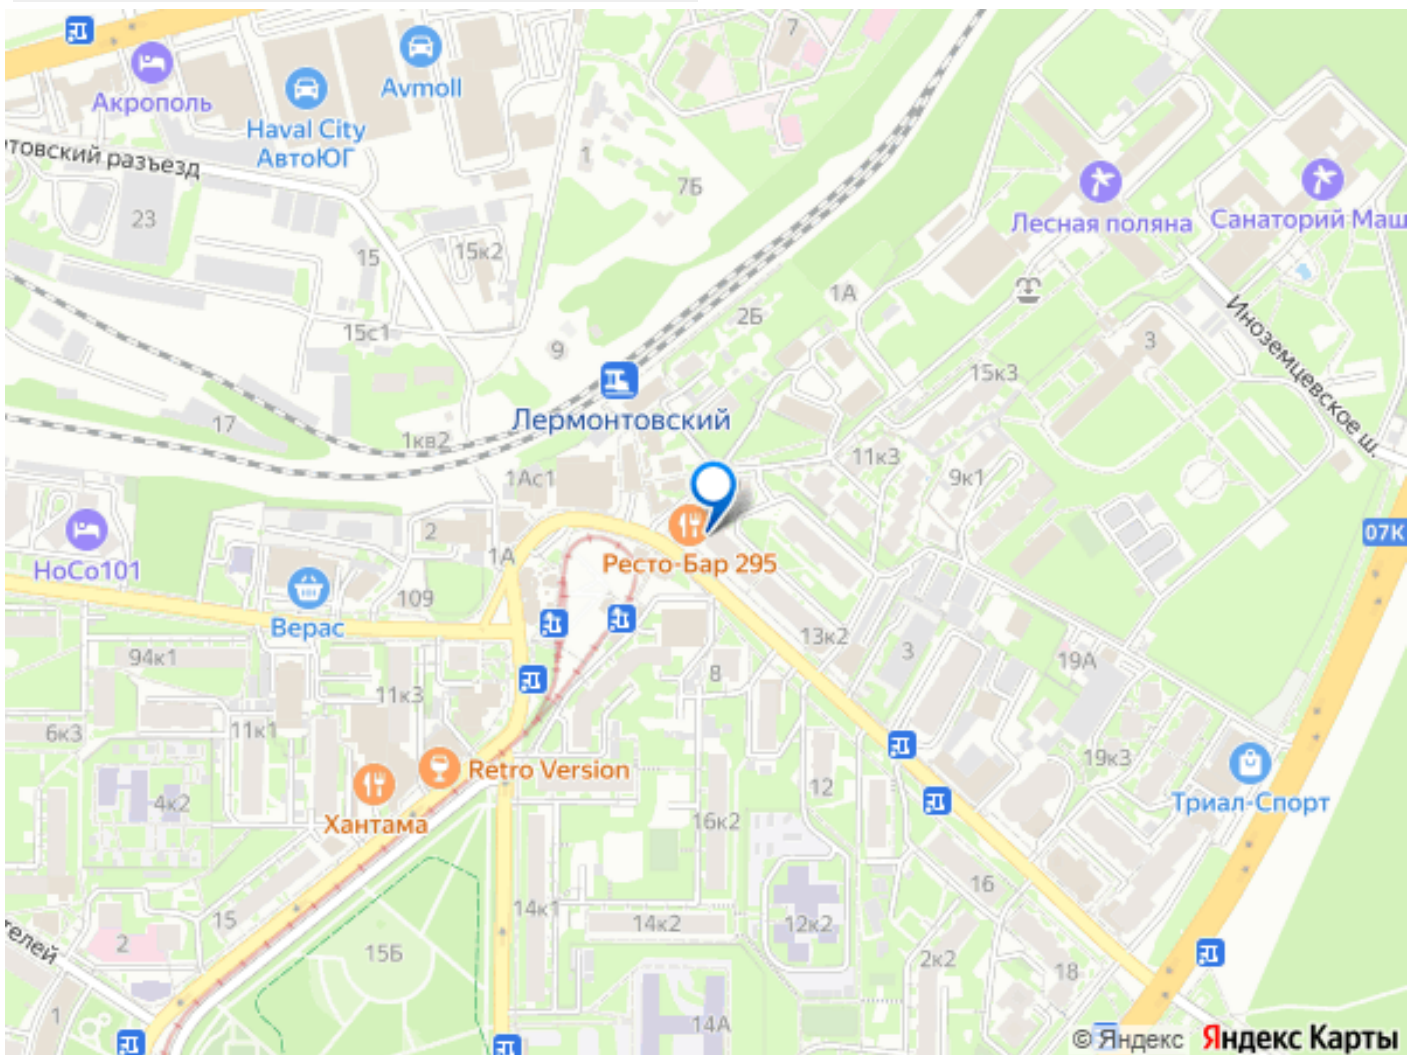 7
Avmoll
Акрополь
Haval City
АвтоЮГ
товский разъезд
1
7Б
Лесная поляна
Санаторий Маш
23
15
15к2
1А
2Б
Иноземцевское ш.
15с1
9
3
15к3
17
Лермонтовский
1кв2
11к3
9к1
1Ас1
2
07К
1А
HoCo101
Ресто-Бар 295
109
Верас
13к2
3
19А
94к1
8
11к3
6к3
11к1
19к3
Retro Version
12
4к2
Триал-Спорт
Хантама
16к2
16
15
14к1
14к2
12к2
телей
2
15Б
2к2
18
1
14А
© Яндекс Яндекс Карты